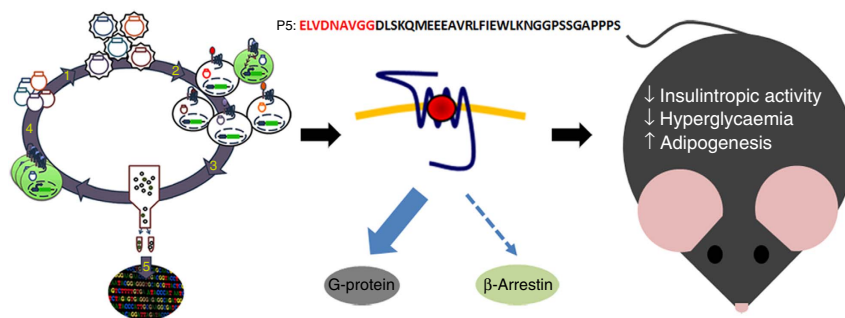 P5: ELVDNAVGGDLSKQMEEEAVRLFIEWLKNGGPSSGAPPPS
1
2
3
4
5
G-protein
β-Arrestin
↓ Insulintropic activity
↓ Hyperglycaemia
↑ Adipogenesis